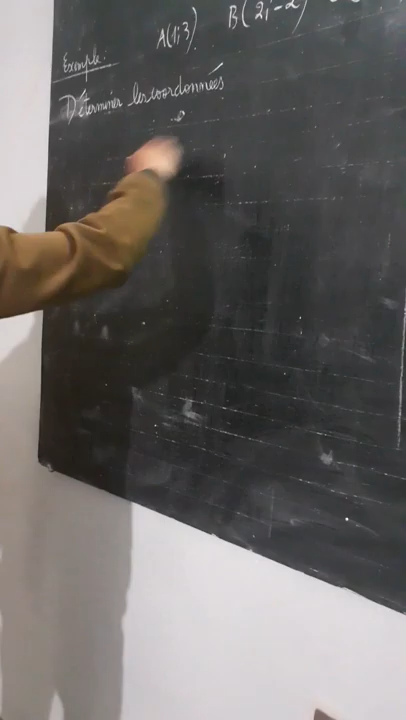 A(1;3) B(2;-2)
Exemple:
Déterminer les coordonnées